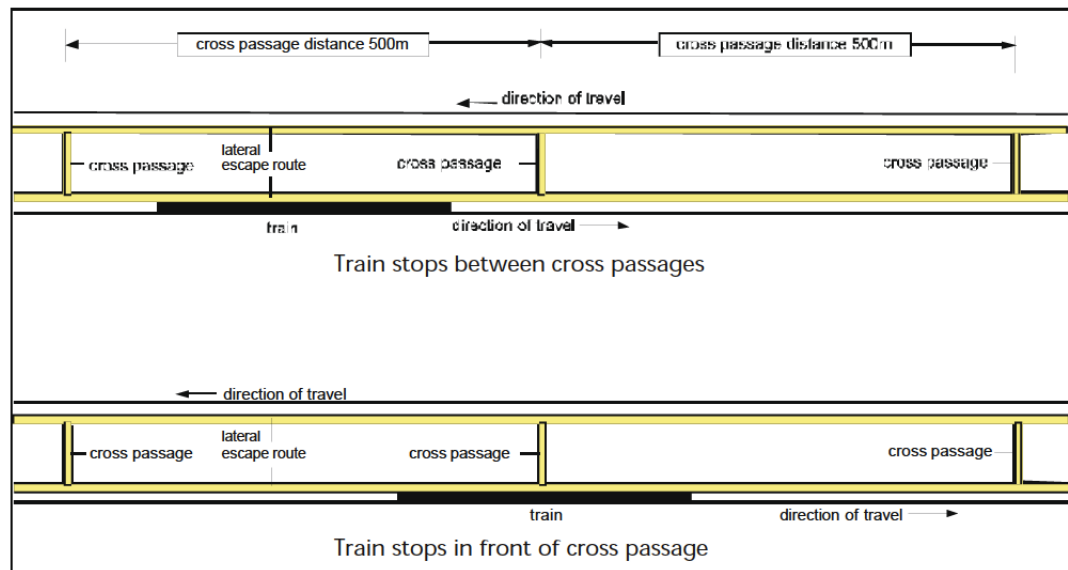 cross passage distance 500m
cross passage distance 500m
direction of travel
cross passage
lateral
escape route
cross passage
cross passage
train
direction of travel
Train stops between cross passages
direction of travel
cross passage
lateral
escape route
cross passage
cross passage
train
direction of travel
Train stops in front of cross passage